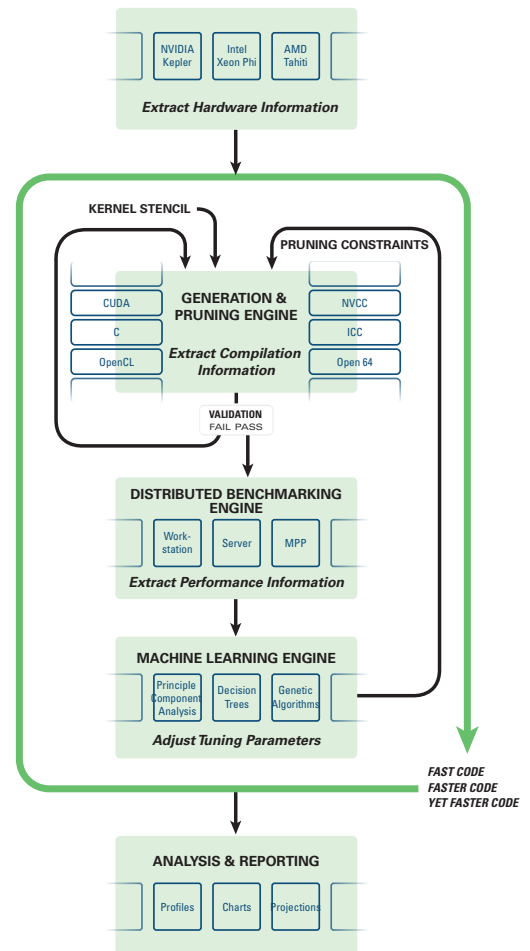 NVIDIA
Kepler
Intel
Xeon Phi
AMD
Tahiti
Extract Hardware Information
KERNEL STENCIL
PRUNING CONSTRAINTS
CUDA
C
OpenCL
GENERATION &
PRUNING ENGINE
Extract Compilation
Information
NVCC
ICC
Open 64
VALIDATION
FAIL PASS
DISTRIBUTED BENCHMARKING
ENGINE
Work-
station
Server
MPP
Extract Performance Information
MACHINE LEARNING ENGINE
Principle
Component
Analysis
Decision
Trees
Genetic
Algorithms
Adjust Tuning Parameters
FAST CODE
FASTER CODE
YET FASTER CODE
ANALYSIS & REPORTING
Profiles
Charts
Projections